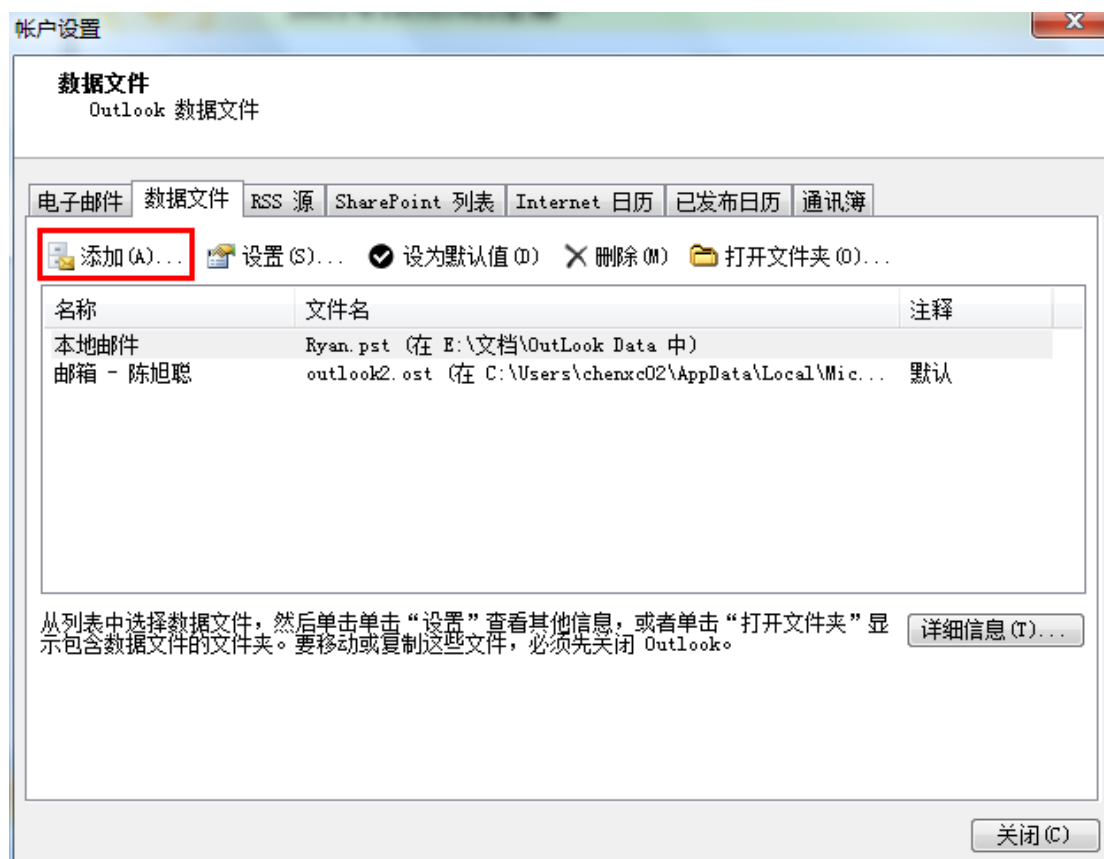 帐户设置
数据文件
Outlook 数据文件
电子邮件 数据文件 RSS 源 SharePoint 列表 Internet 日历 已发布日历 通讯簿
添加(A)... 设置(S)... 设为默认值(D) 删除(M) 打开文件夹(O)...
名称 文件名 注释
本地邮件 Ryan.pst (在 E:\文档\OutLook Data 中)
邮箱 - 陈旭聪 outlook2.ost (在 C:\Users\chenxc02\AppData\Local\Mic... 默认
从列表中选择数据文件，然后单击单击“设置”查看其他信息，或者单击“打开文件夹”显
示包含数据文件的文件夹。要移动或复制这些文件，必须先关闭 Outlook。
详细信息(T)...
关闭(C)